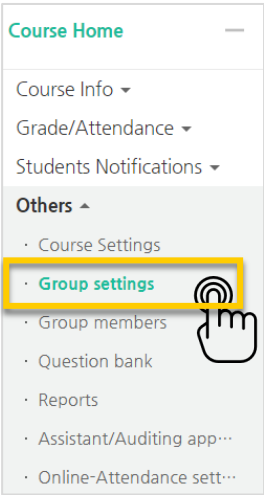 Course Home
Course Info
Grade/Attendance
Students Notifications
Others
· Course Settings
· Group settings
· Group members
· Question bank
· Reports
· Assistant/Auditing app···
· Online-Attendance sett···